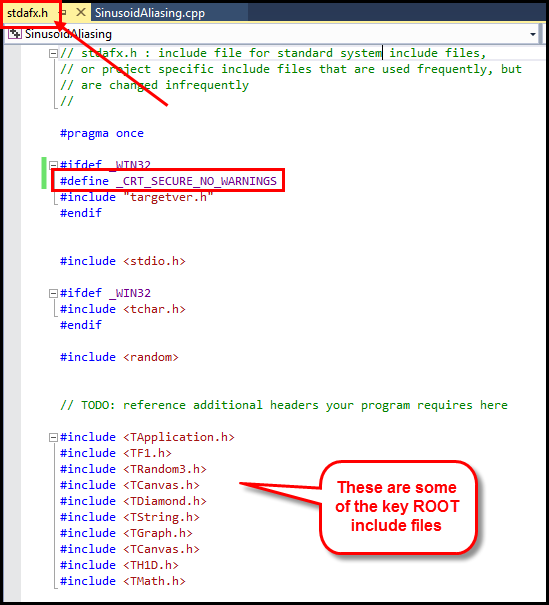 stdafx.h
SinusoidAliasing.cpp
SinusoidAliasing
// stdafx.h : include file for standard system include files,
// or project specific include files that are used frequently, but
// are changed infrequently
//
#pragma once
#ifdef _WIN32
#define _CRT_SECURE_NO_WARNINGS
#include "targetver.h"
#endif
#include <stdio.h>
#ifdef _WIN32
#include <tchar.h>
#endif
#include <random>
// TODO: reference additional headers your program requires here
#include <TApplication.h>
#include <TF1.h>
#include <TRandom3.h>
#include <TCanvas.h>
#include <TDiamond.h>
#include <TString.h>
#include <TGraph.h>
#include <TCanvas.h>
#include <TH1D.h>
#include <TMath.h>
These are some
of the key ROOT
include files